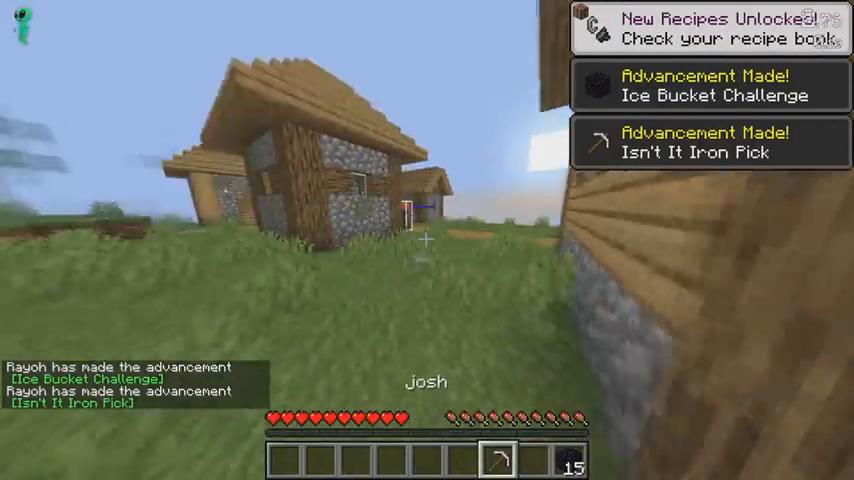 New Recipes Unlocked!
Check your recipe book
Advancement Made!
Ice Bucket Challenge
Advancement Made!
Isn't It Iron Pick
Rayoh has made the advancement
[Ice Bucket Challenge]
Rayoh has made the advancement
[Isn't It Iron Pick]
josh
15